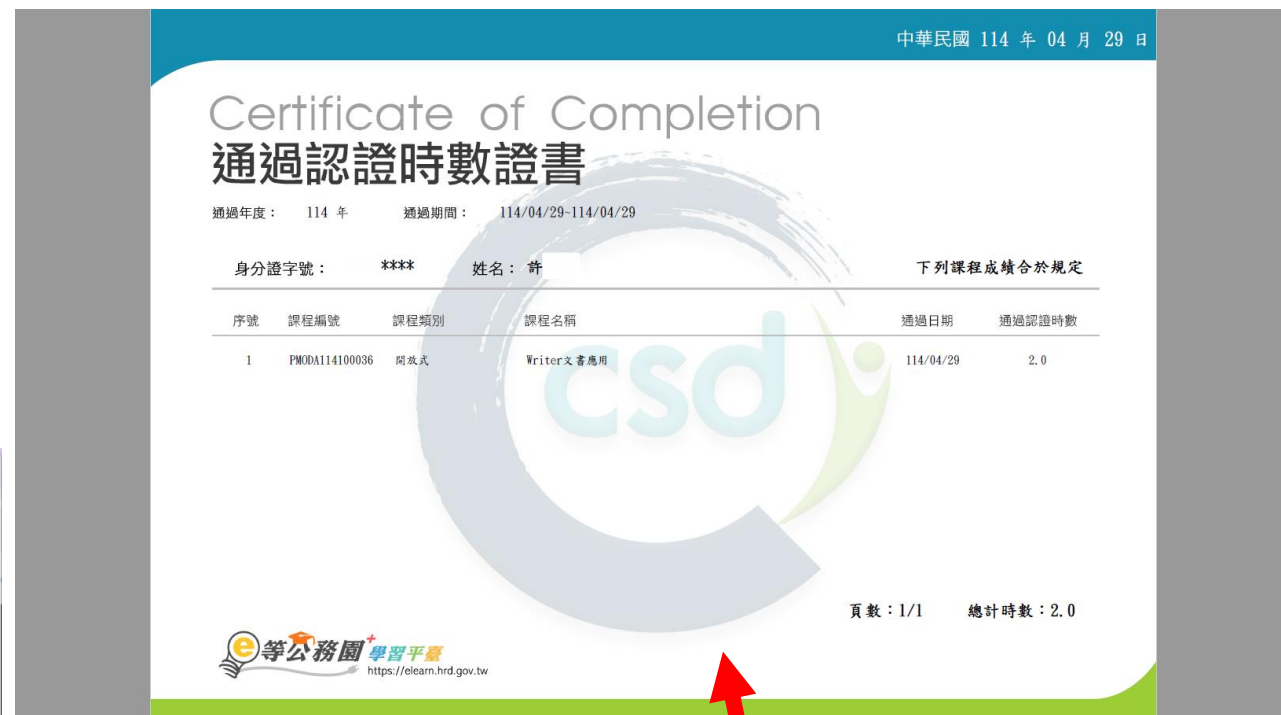 中華民國 114 年 04 月 29 日
Certificate of Completion
通過認證時數證書
通過年度： 114 年 通過期間： 114/04/29-114/04/29
身分證字號： **** 姓名： 許 下列課程成績合於規定
序號 課程編號 課程類別 課程名稱 通過日期 通過認證時數
1 PMODA114100036 開放式 Writer文書應用 114/04/29 2.0
csd
頁數：1/1 總計時數：2.0
e等公務園+學習平臺
https://elearn.hrd.gov.tw